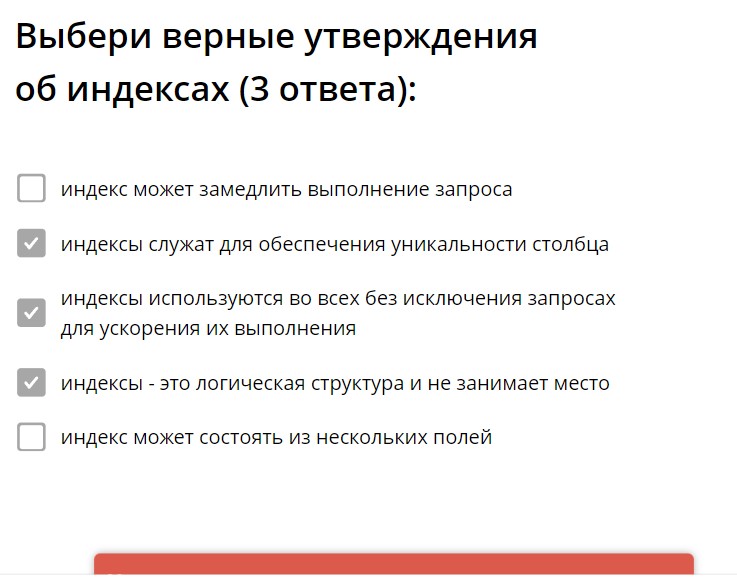 Выбери верные утверждения
об индексах (3 ответа):
индекс может замедлить выполнение запроса
индексы служат для обеспечения уникальности столбца
индексы используются во всех без исключения запросах
для ускорения их выполнения
индексы - это логическая структура и не занимает место
индекс может состоять из нескольких полей